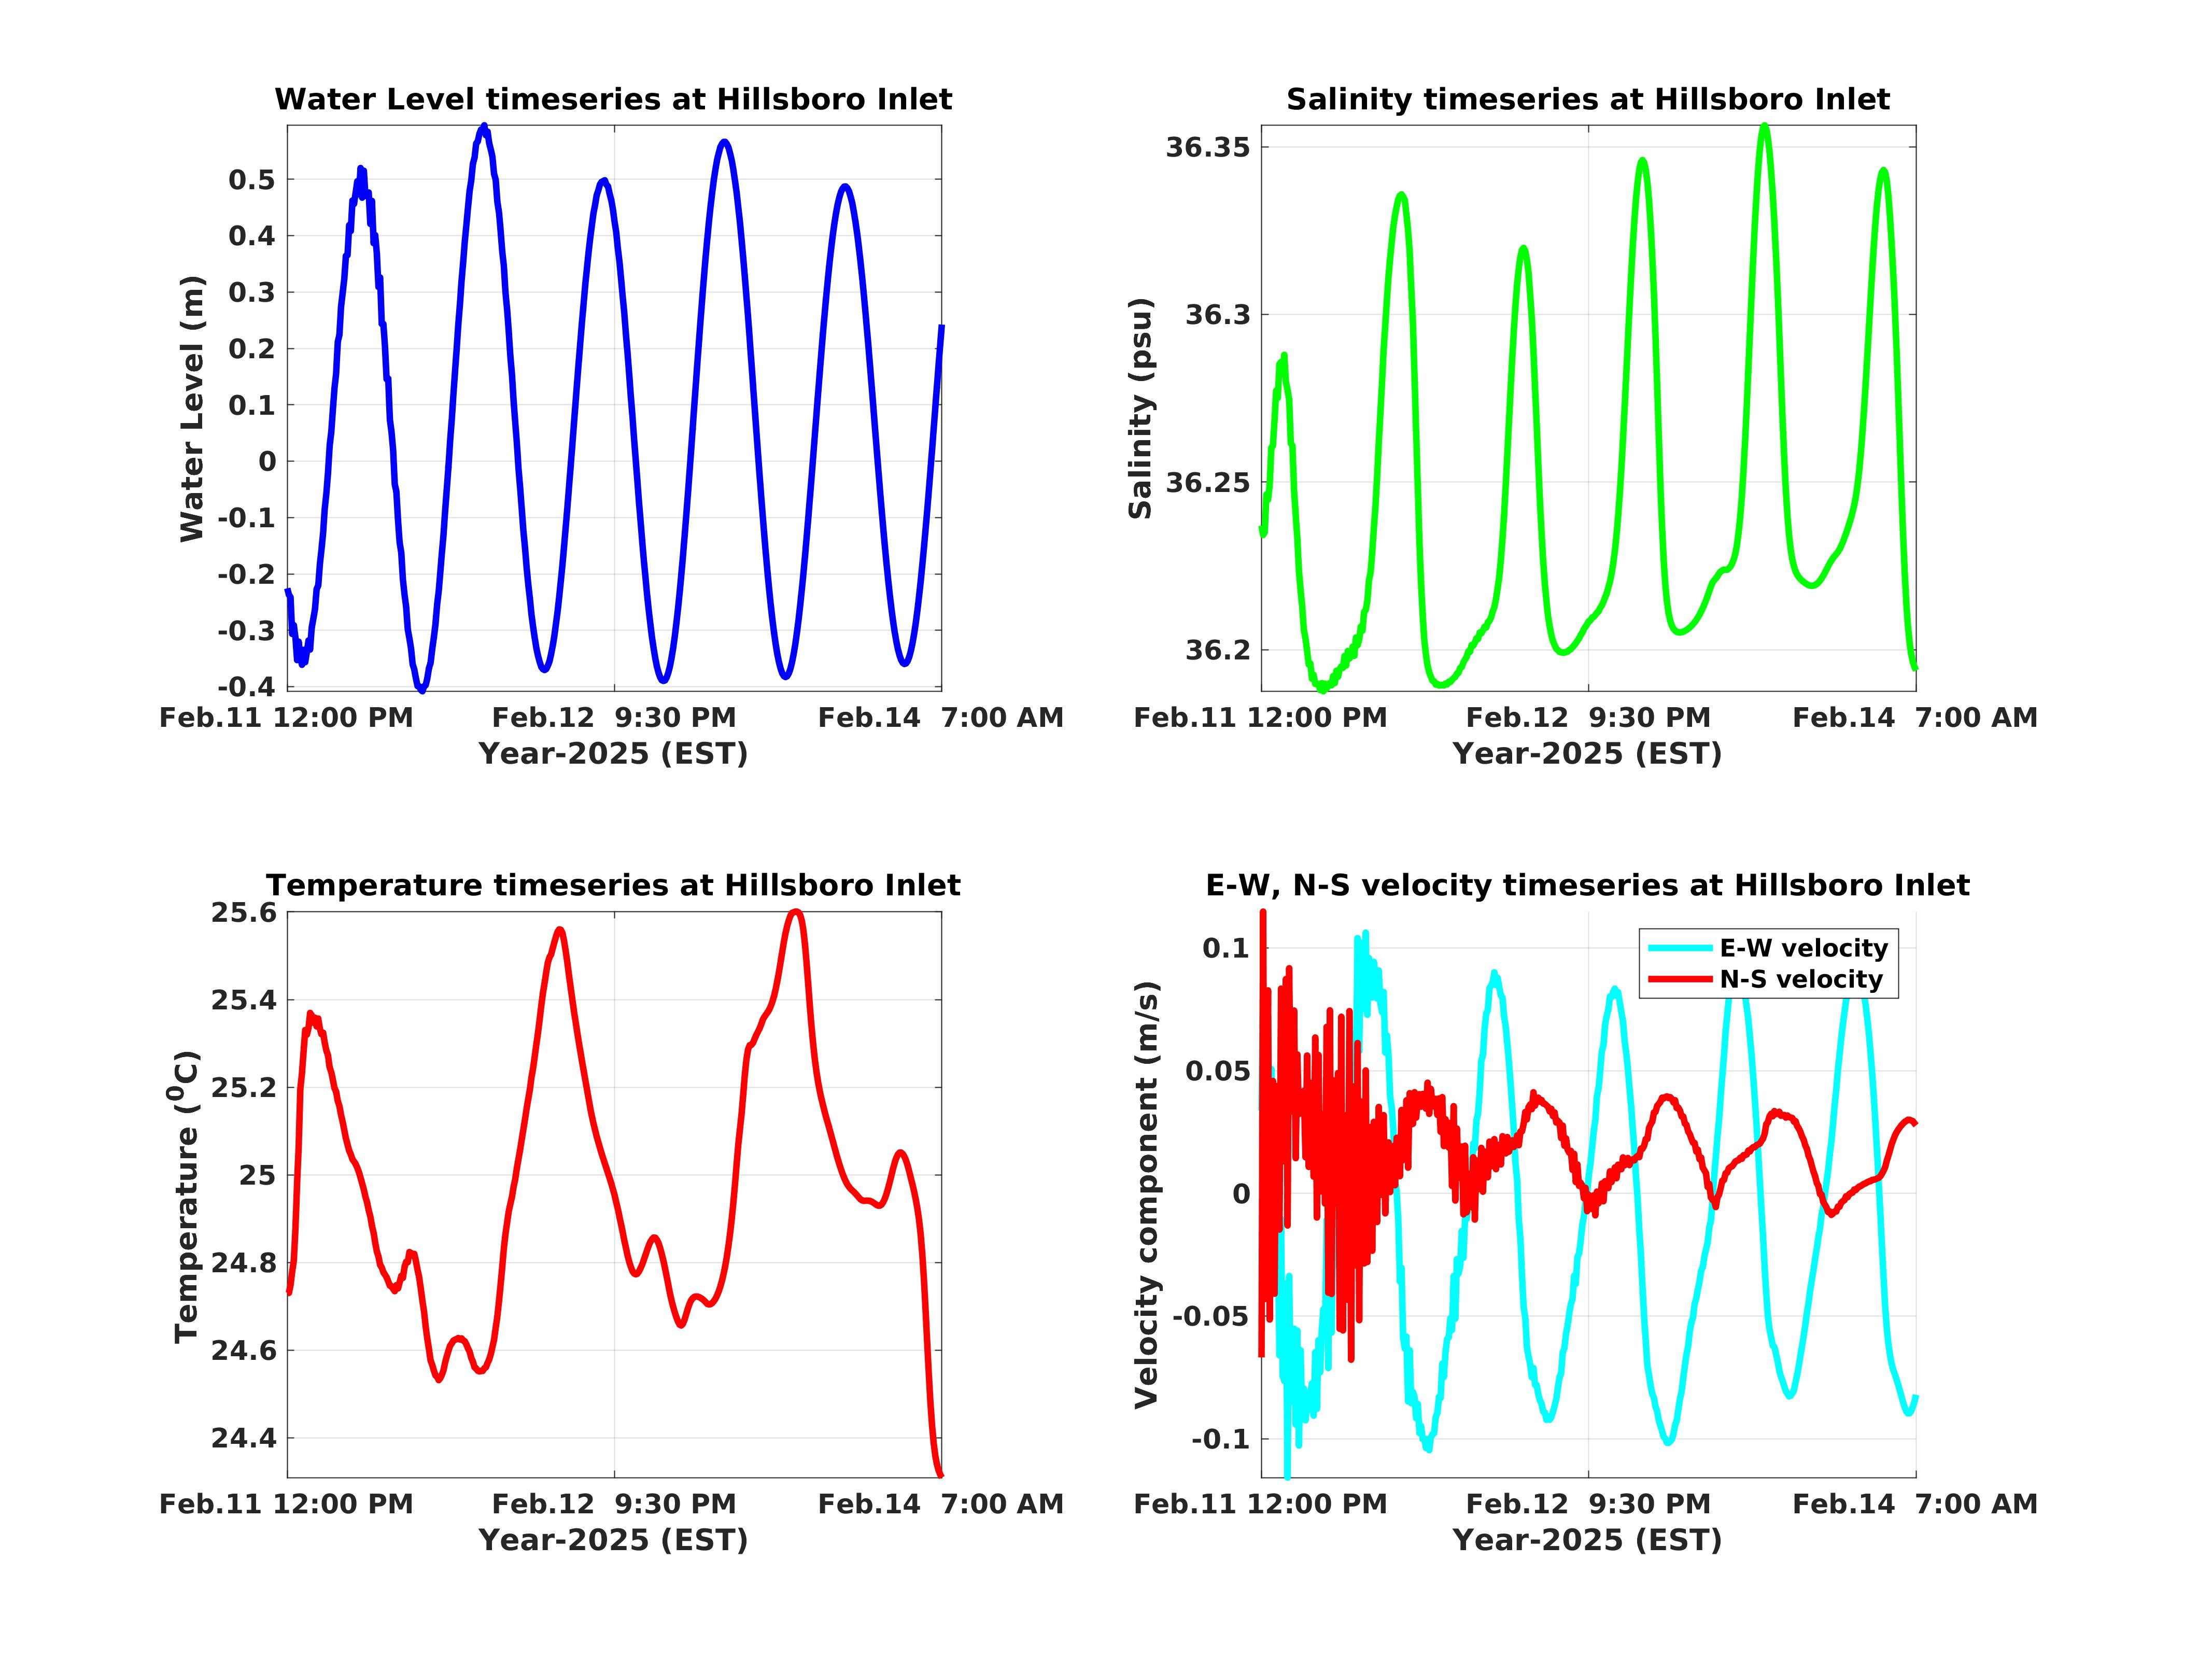 Water Level timeseries at Hillsboro Inlet
0.5
0.4
0.3
0.2
0.1
0
-0.1
-0.2
-0.3
-0.4
Water Level (m)
Feb.11 12:00 PM
Feb.12  9:30 PM
Feb.14  7:00 AM
Year-2025 (EST)
Salinity timeseries at Hillsboro Inlet
36.35
36.3
36.25
36.2
Salinity (psu)
Feb.11 12:00 PM
Feb.12  9:30 PM
Feb.14  7:00 AM
Year-2025 (EST)
Temperature timeseries at Hillsboro Inlet
25.6
25.4
25.2
25
24.8
24.6
24.4
Temperature (⁰C)
Feb.11 12:00 PM
Feb.12  9:30 PM
Feb.14  7:00 AM
Year-2025 (EST)
E-W, N-S velocity timeseries at Hillsboro Inlet
0.1
0.05
0
-0.05
-0.1
Velocity component (m/s)
E-W velocity
N-S velocity
Feb.11 12:00 PM
Feb.12  9:30 PM
Feb.14  7:00 AM
Year-2025 (EST)